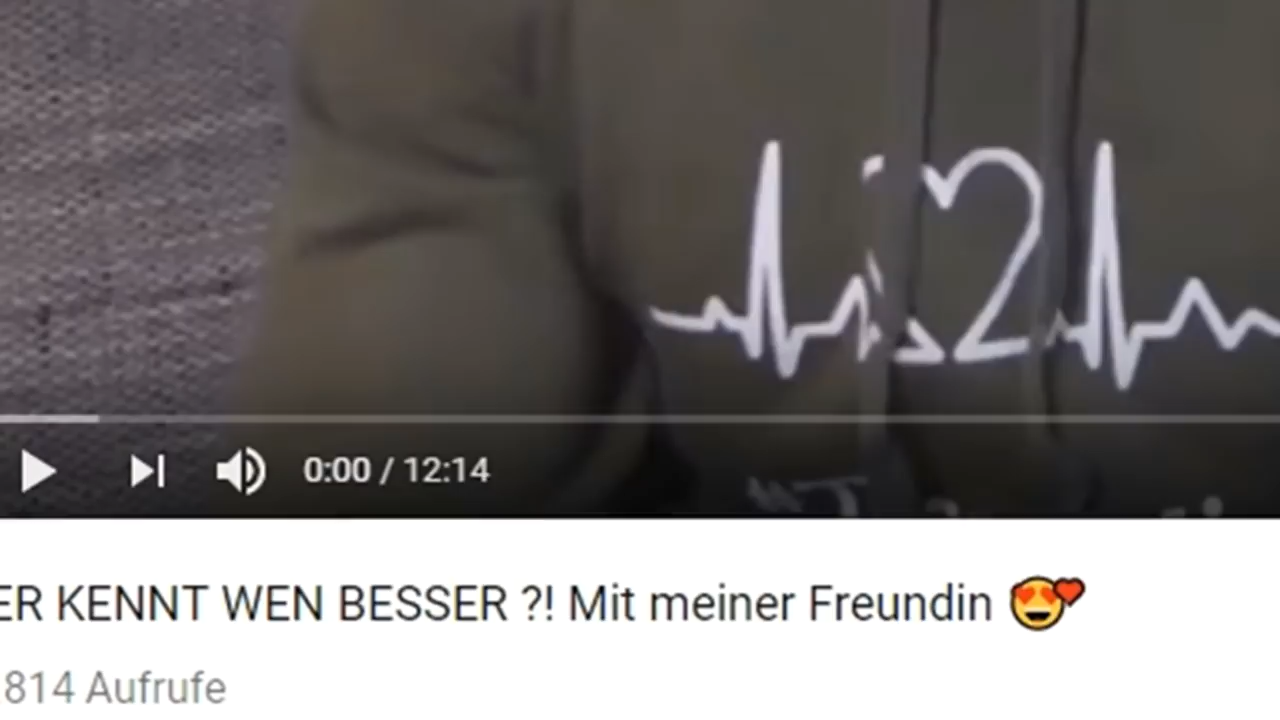 0:00 / 12:14
ER KENNT WEN BESSER ?! Mit meiner Freundin 😍❤
814 Aufrufe